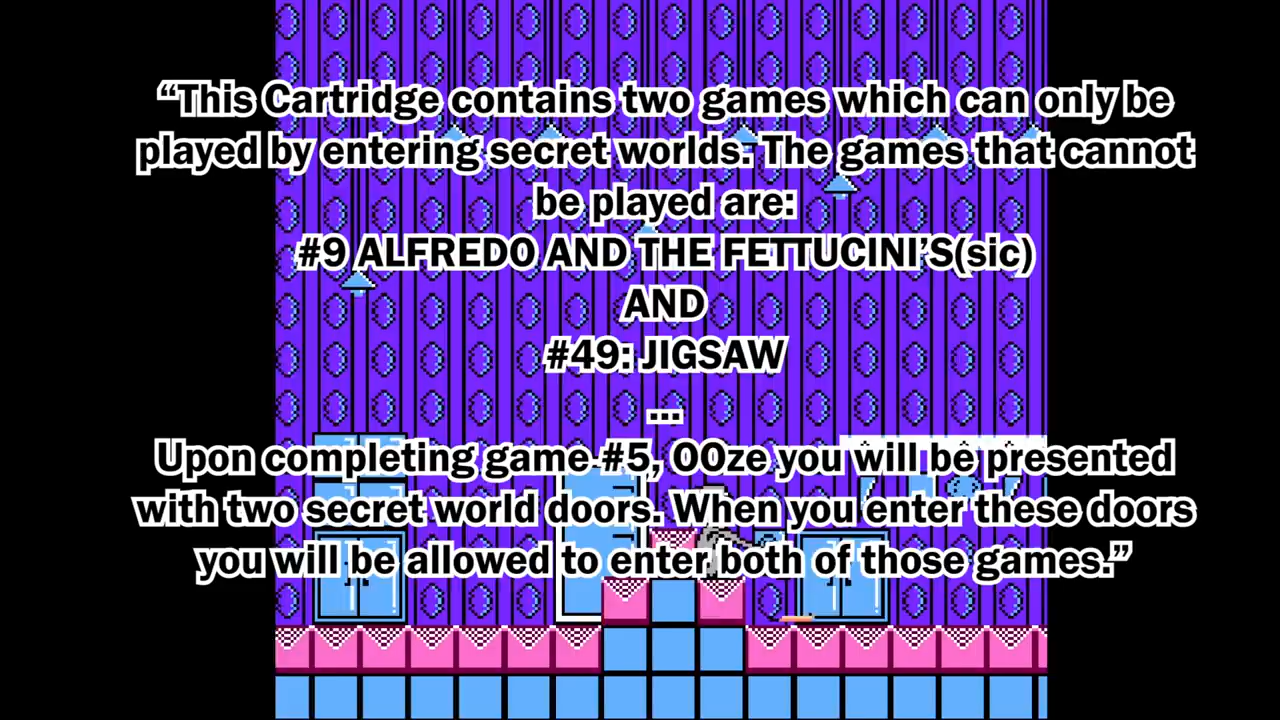 “This Cartridge contains two games which can only be
played by entering secret worlds. The games that cannot
be played are:
#9 ALFREDO AND THE FETTUCINI’S(sic)
AND
#49: JIGSAW
...
Upon completing game #5, OOze you will be presented
with two secret world doors. When you enter these doors
you will be allowed to enter both of those games.”